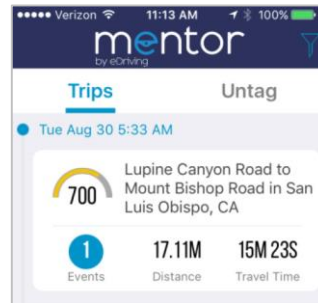 Verizon 11:13 AM 100%
mentor
by eDriving
Trips Untag
Tue Aug 30 5:33 AM
700
Lupine Canyon Road to
Mount Bishop Road in San
Luis Obispo, CA
1 17.11M 15M 23S
Events Distance Travel Time